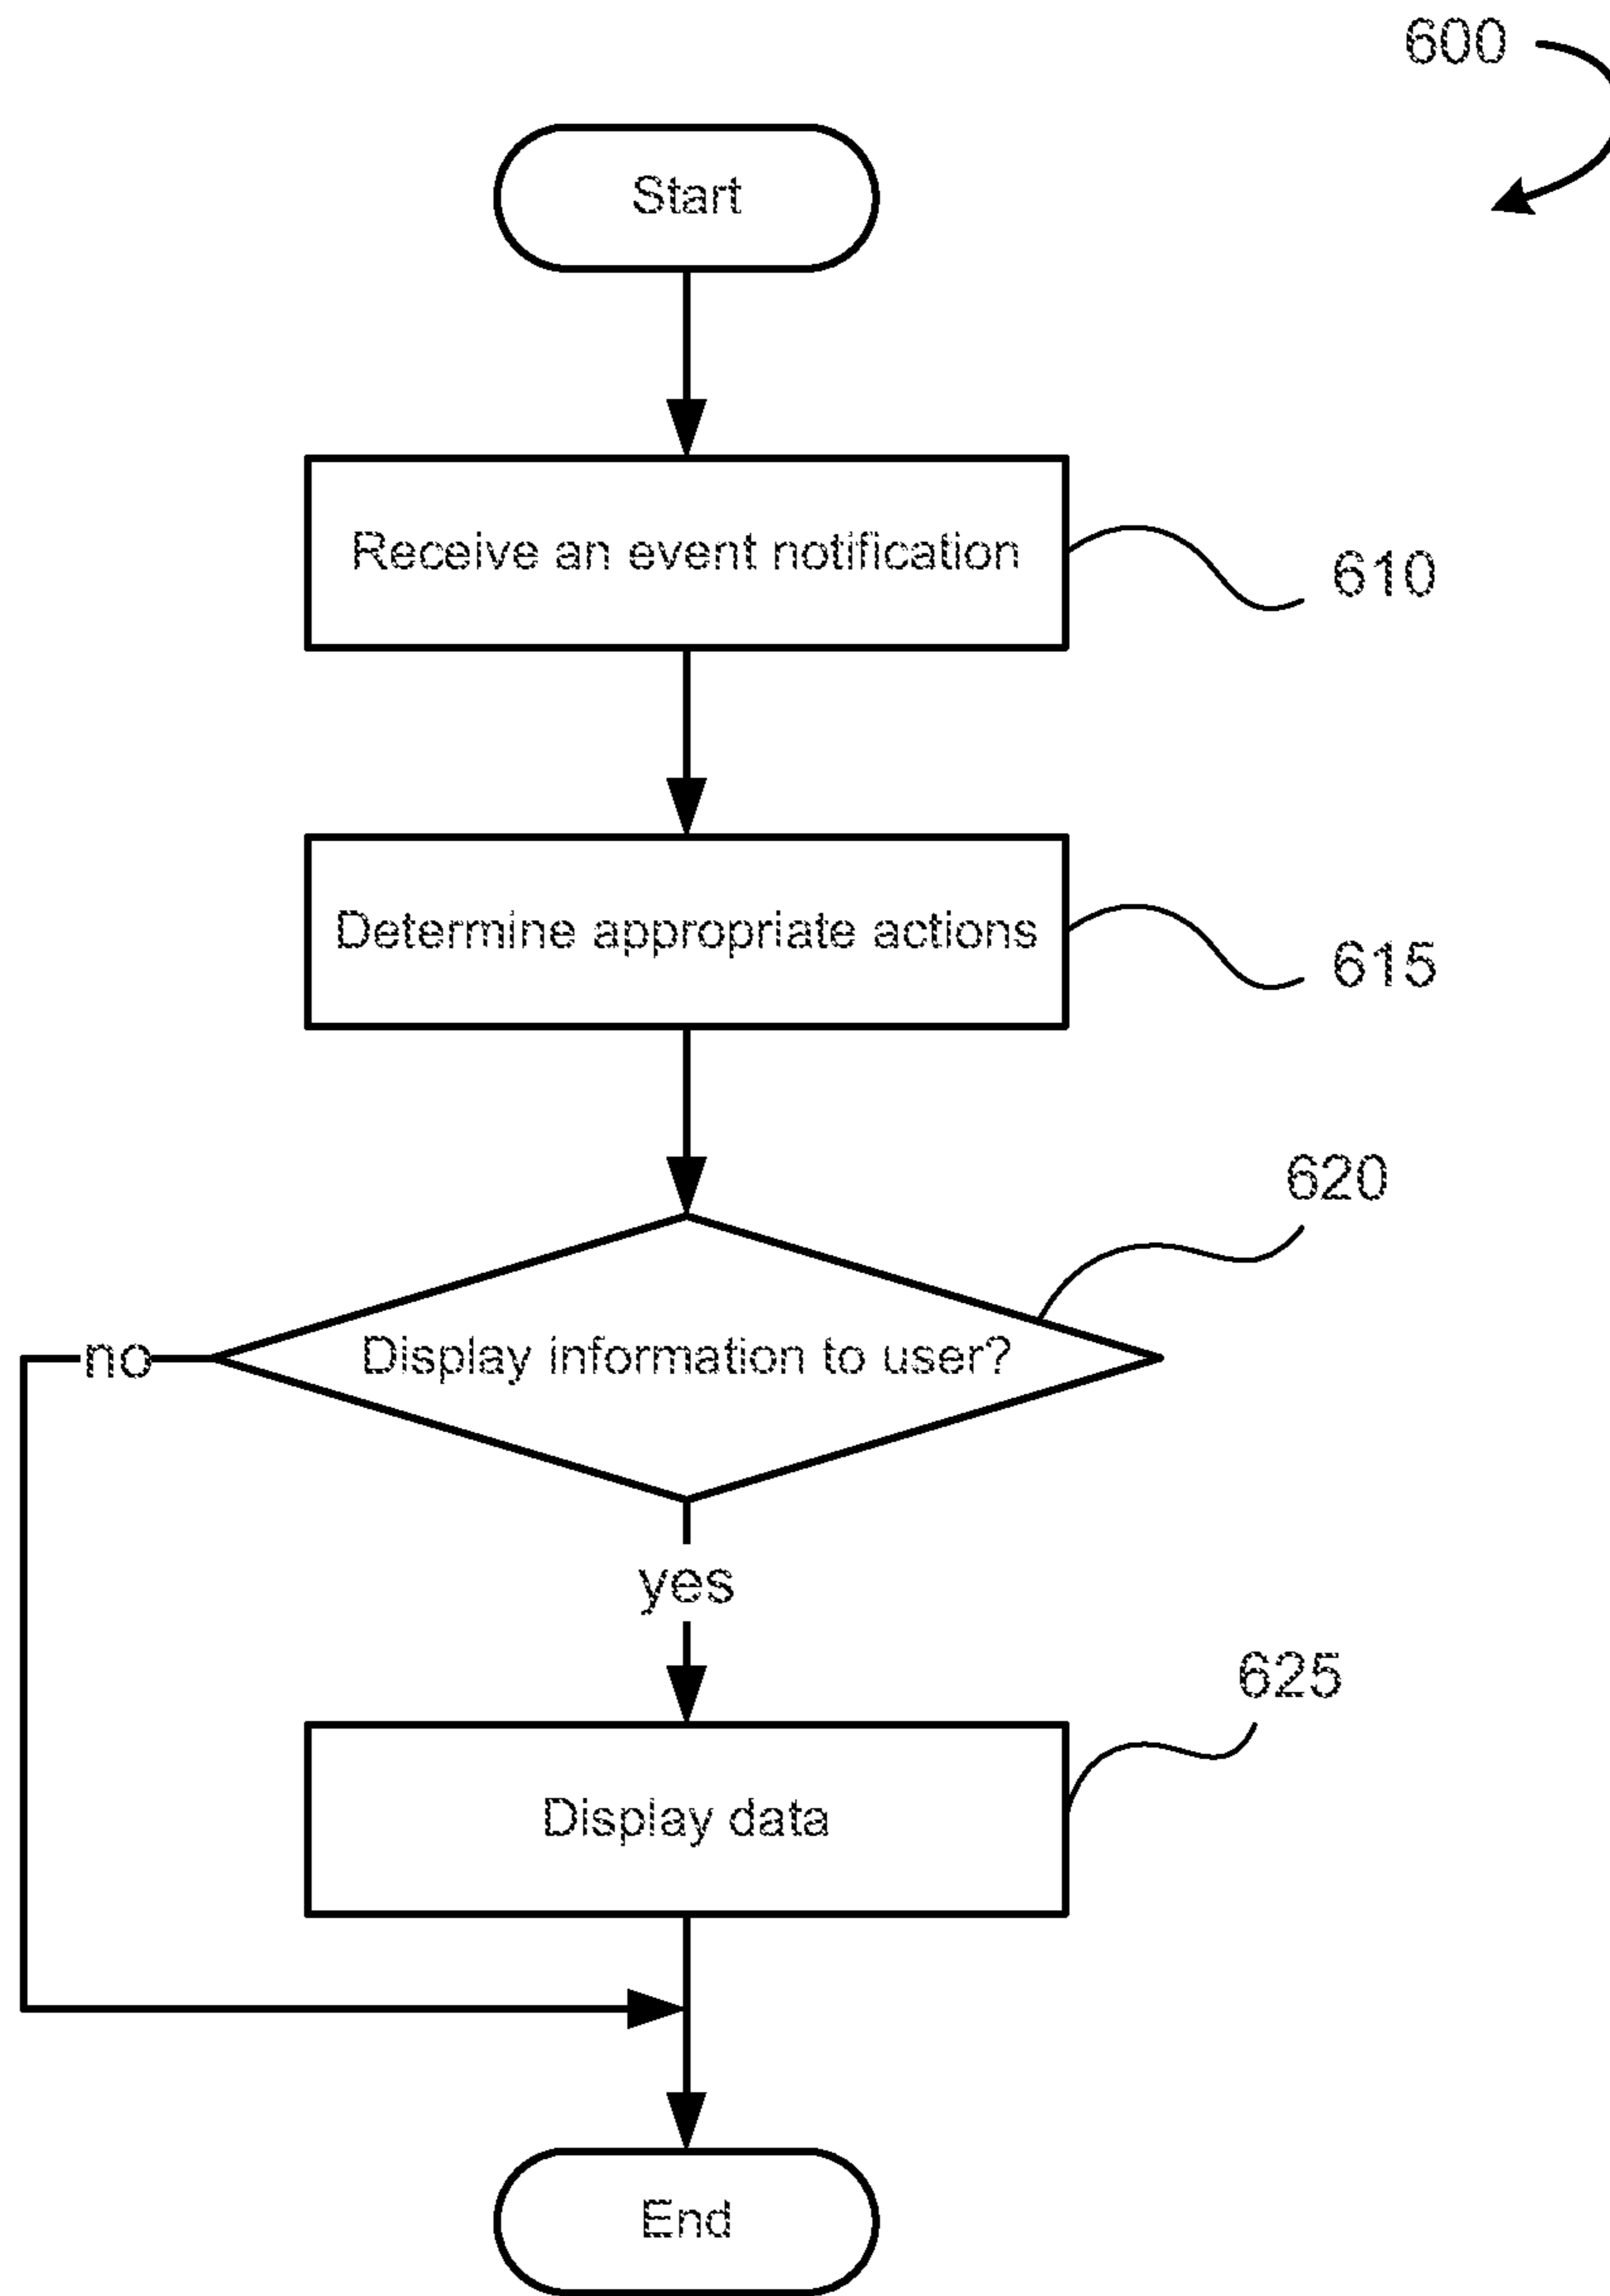 600
Start
Receive an event notification
610
Determine appropriate actions
615
620
Display information to user?
no
yes
625
Display data
End